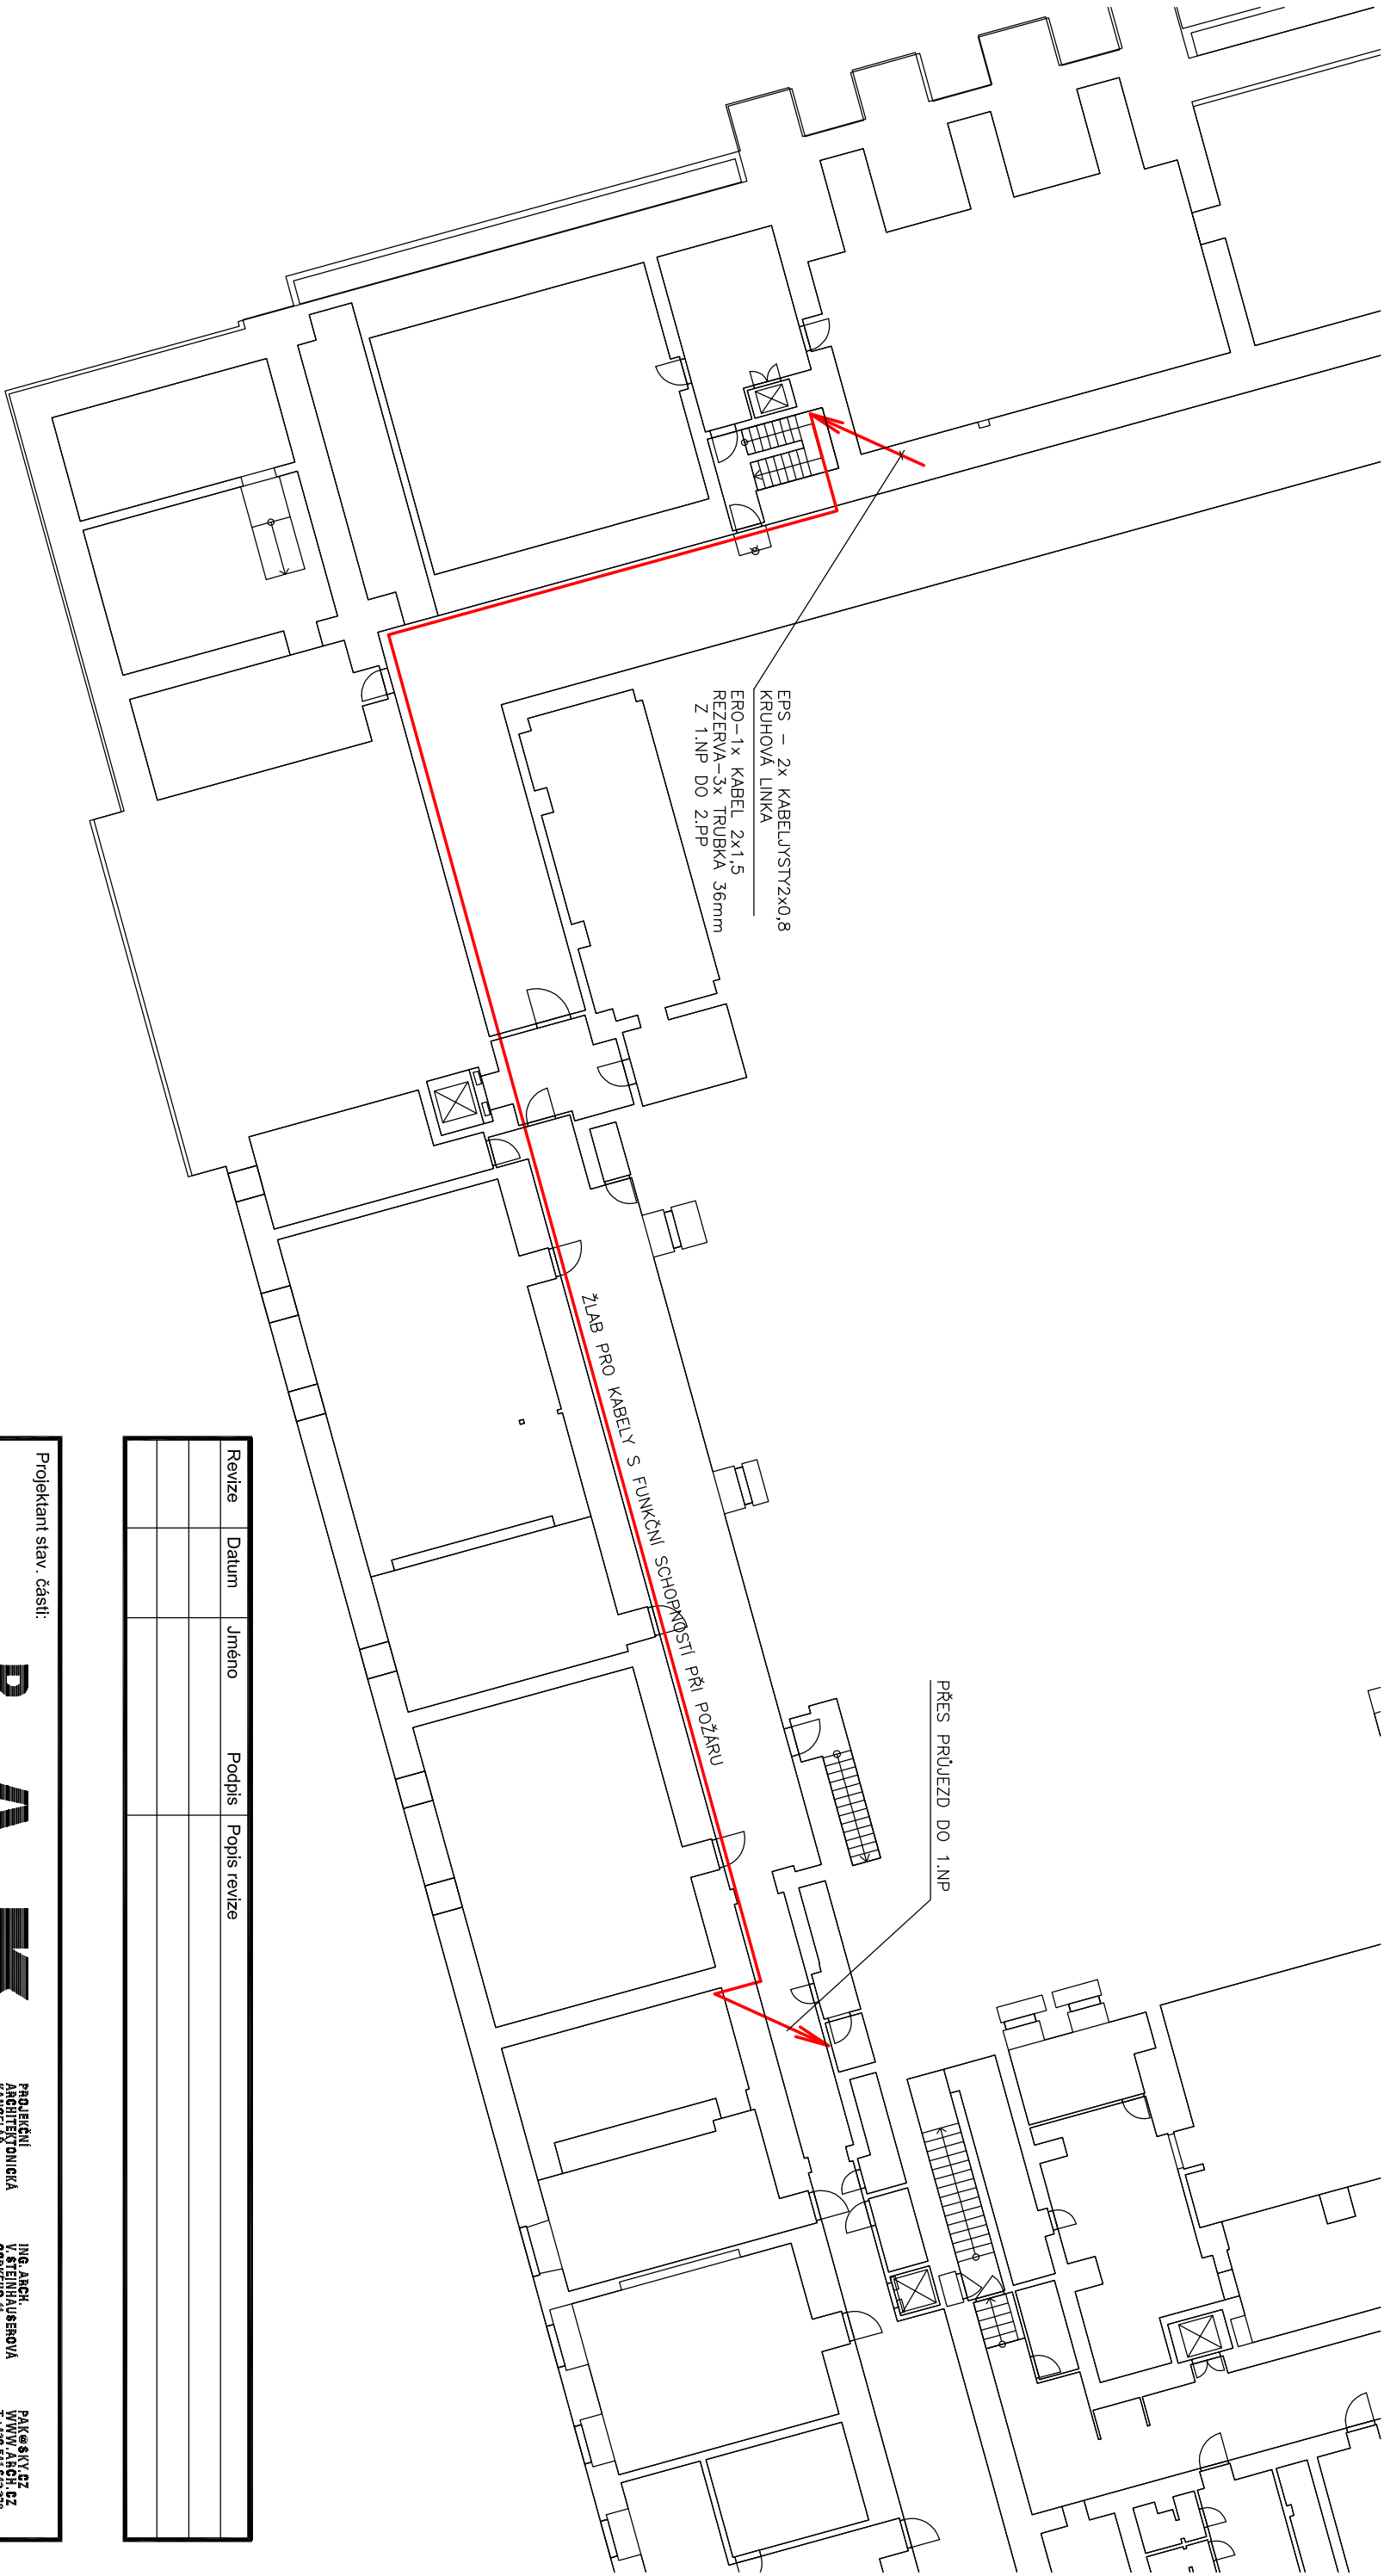 EPS – 2x KABELJYSTY2x0,8
KRUHOVÁ LINKA
ERO–1x KABEL 2x1,5
REZERVA–3x TRUBKA 36mm
Z 1.NP DO 2.PP
ŽLAB PRO KABELY S FUNKČNÍ SCHOPNOSTÍ PŘI POŽÁRU
PŘES PRŮJEZD DO 1.NP
Revize Datum Jméno Podpis Popis revize
Projektant stav. části:
P A K
PROJEKČNÍ
ARCHITEKTONICKÁ
ING. ARCH.
V. STEINHAUSEROVÁ
PAK@SKY.CZ
WWW.ARCH.CZ